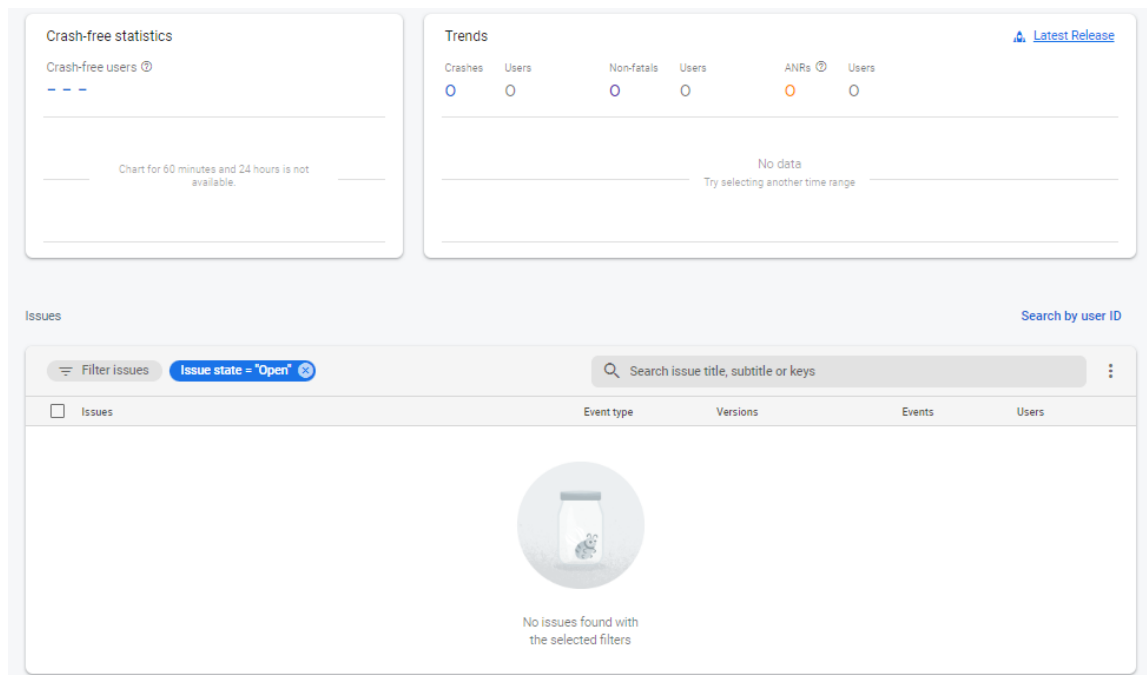 Crash-free statistics
Crash-free users
– – –
Chart for 60 minutes and 24 hours is not
available.
Trends
Latest Release
Crashes Users Non-fatals Users ANRs Users
0 0 0 0 0 0
No data
Try selecting another time range
Issues
Search by user ID
Filter issues
Issue state = "Open"
Search issue title, subtitle or keys
Issues Event type Versions Events Users
No issues found with
the selected filters